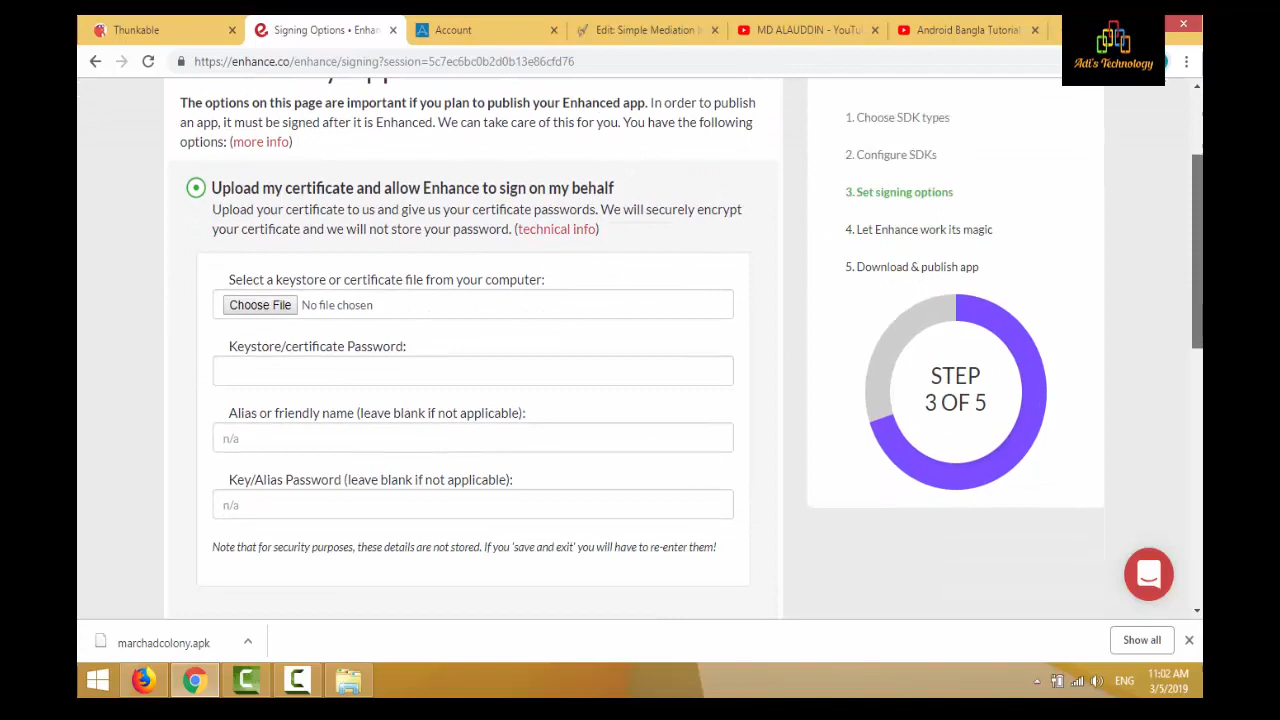 Thunkable
Signing Options • Enhan
Account
Edit: Simple Mediation I
MD ALAUDDIN - YouTu
Android Bangla Tutorial
https://enhance.co/enhance/signing?session=5c7ec6bc0b2d0b13e86cfd76
Adi's Technology
The options on this page are important if you plan to publish your Enhanced app. In order to publish
an app, it must be signed after it is Enhanced. We can take care of this for you. You have the following
options: (more info)
Upload my certificate and allow Enhance to sign on my behalf
Upload your certificate to us and give us your certificate passwords. We will securely encrypt
your certificate and we will not store your password. (technical info)
Select a keystore or certificate file from your computer:
Choose File No file chosen
Keystore/certificate Password:
Alias or friendly name (leave blank if not applicable):
n/a
Key/Alias Password (leave blank if not applicable):
n/a
Note that for security purposes, these details are not stored. If you 'save and exit' you will have to re-enter them!
1. Choose SDK types
2. Configure SDKs
3. Set signing options
4. Let Enhance work its magic
5. Download & publish app
STEP
3 OF 5
marchadcolony.apk
Show all
ENG
11:02 AM
3/5/2019